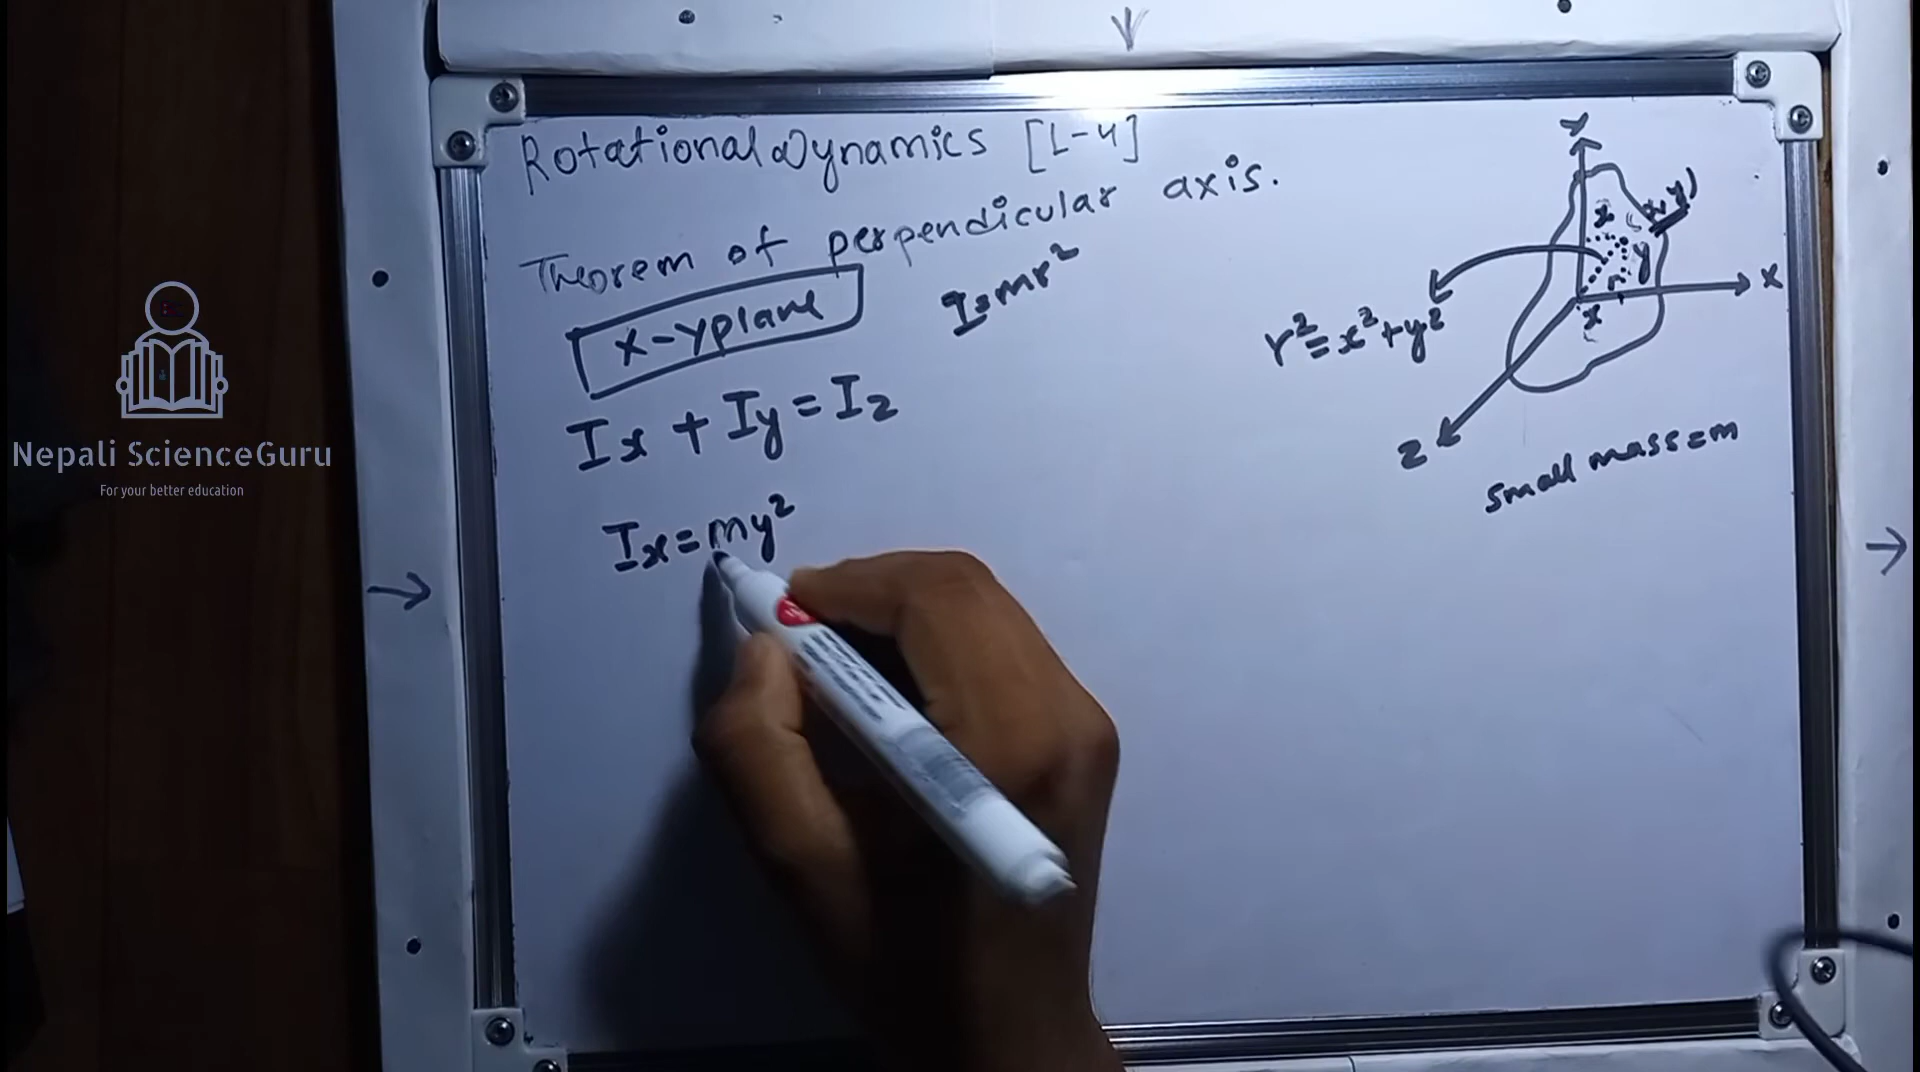 Rotational Dynamics [L-4]
Theorem of perpendicular axis.
x-yplane
I=mr²
Ix + Iy = Iz
Ix=my²
Y
x
(x, y)
y
X
x
r²=x²+y²
Z
small mass=m
Nepali ScienceGuru
For your better education